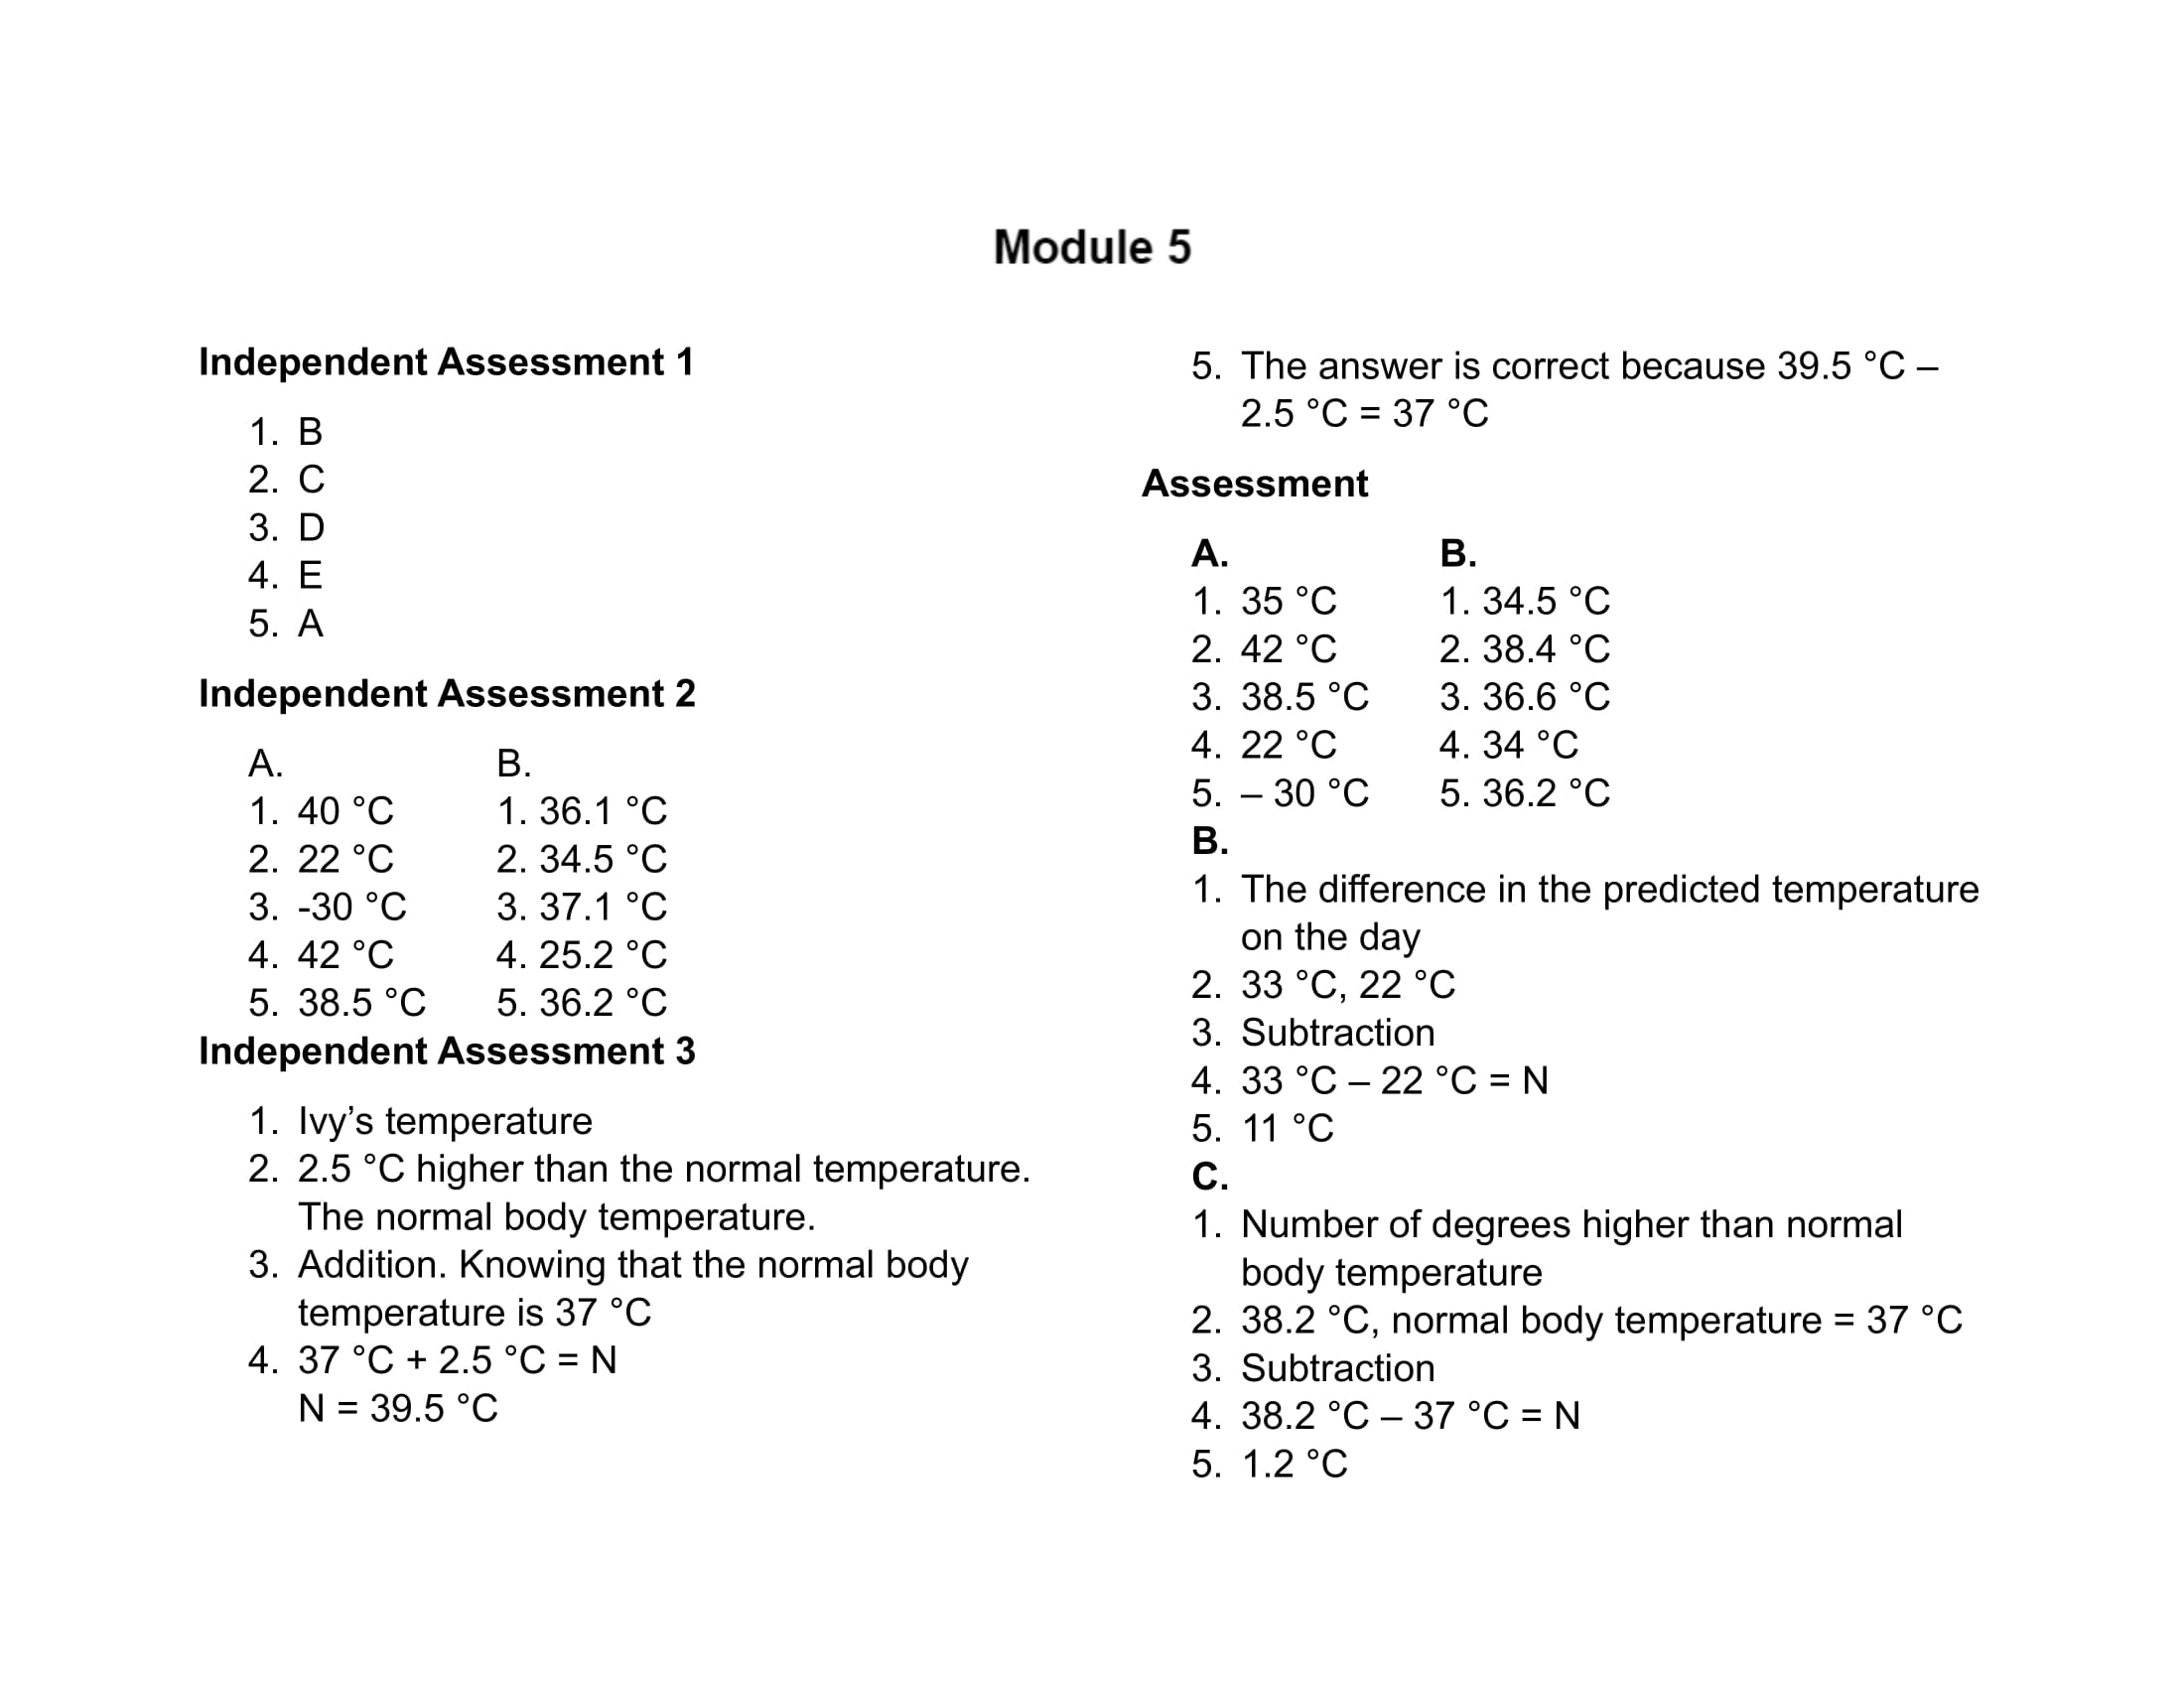 Module 5
Independent Assessment 1
1. B
2. C
3. D
4. E
5. A
Independent Assessment 2
A. B.
1. 40 °C 1. 36.1 °C
2. 22 °C 2. 34.5 °C
3. -30 °C 3. 37.1 °C
4. 42 °C 4. 25.2 °C
5. 38.5 °C 5. 36.2 °C
Independent Assessment 3
1. Ivy’s temperature
2. 2.5 °C higher than the normal temperature.
The normal body temperature.
3. Addition. Knowing that the normal body
temperature is 37 °C
4. 37 °C + 2.5 °C = N
N = 39.5 °C
5. The answer is correct because 39.5 °C –
2.5 °C = 37 °C
Assessment
A. B.
1. 35 °C 1. 34.5 °C
2. 42 °C 2. 38.4 °C
3. 38.5 °C 3. 36.6 °C
4. 22 °C 4. 34 °C
5. – 30 °C 5. 36.2 °C
B.
1. The difference in the predicted temperature
on the day
2. 33 °C, 22 °C
3. Subtraction
4. 33 °C – 22 °C = N
5. 11 °C
C.
1. Number of degrees higher than normal
body temperature
2. 38.2 °C, normal body temperature = 37 °C
3. Subtraction
4. 38.2 °C – 37 °C = N
5. 1.2 °C